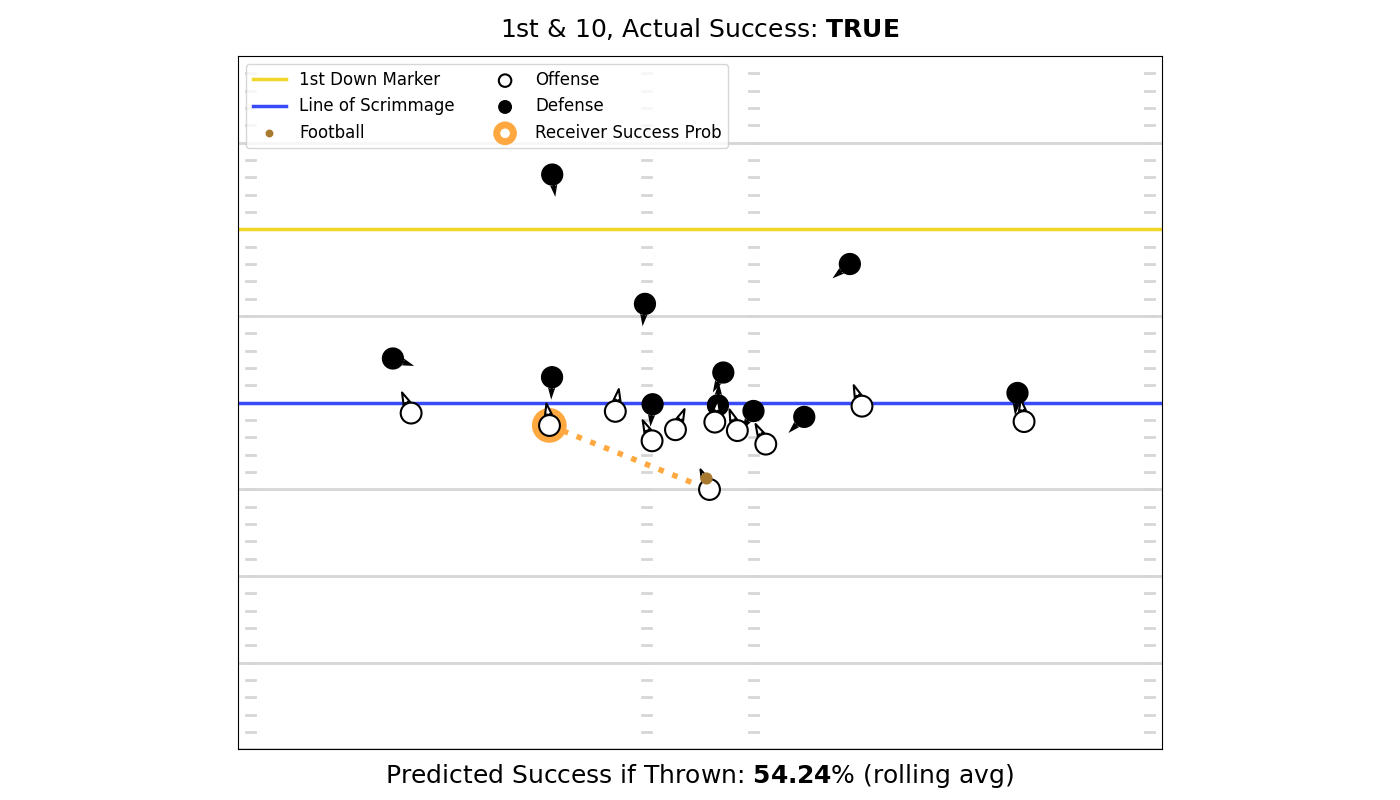 1st & 10, Actual Success: TRUE
1st Down Marker
Line of Scrimmage
Football
Offense
Defense
Receiver Success Prob
Predicted Success if Thrown: 54.24% (rolling avg)